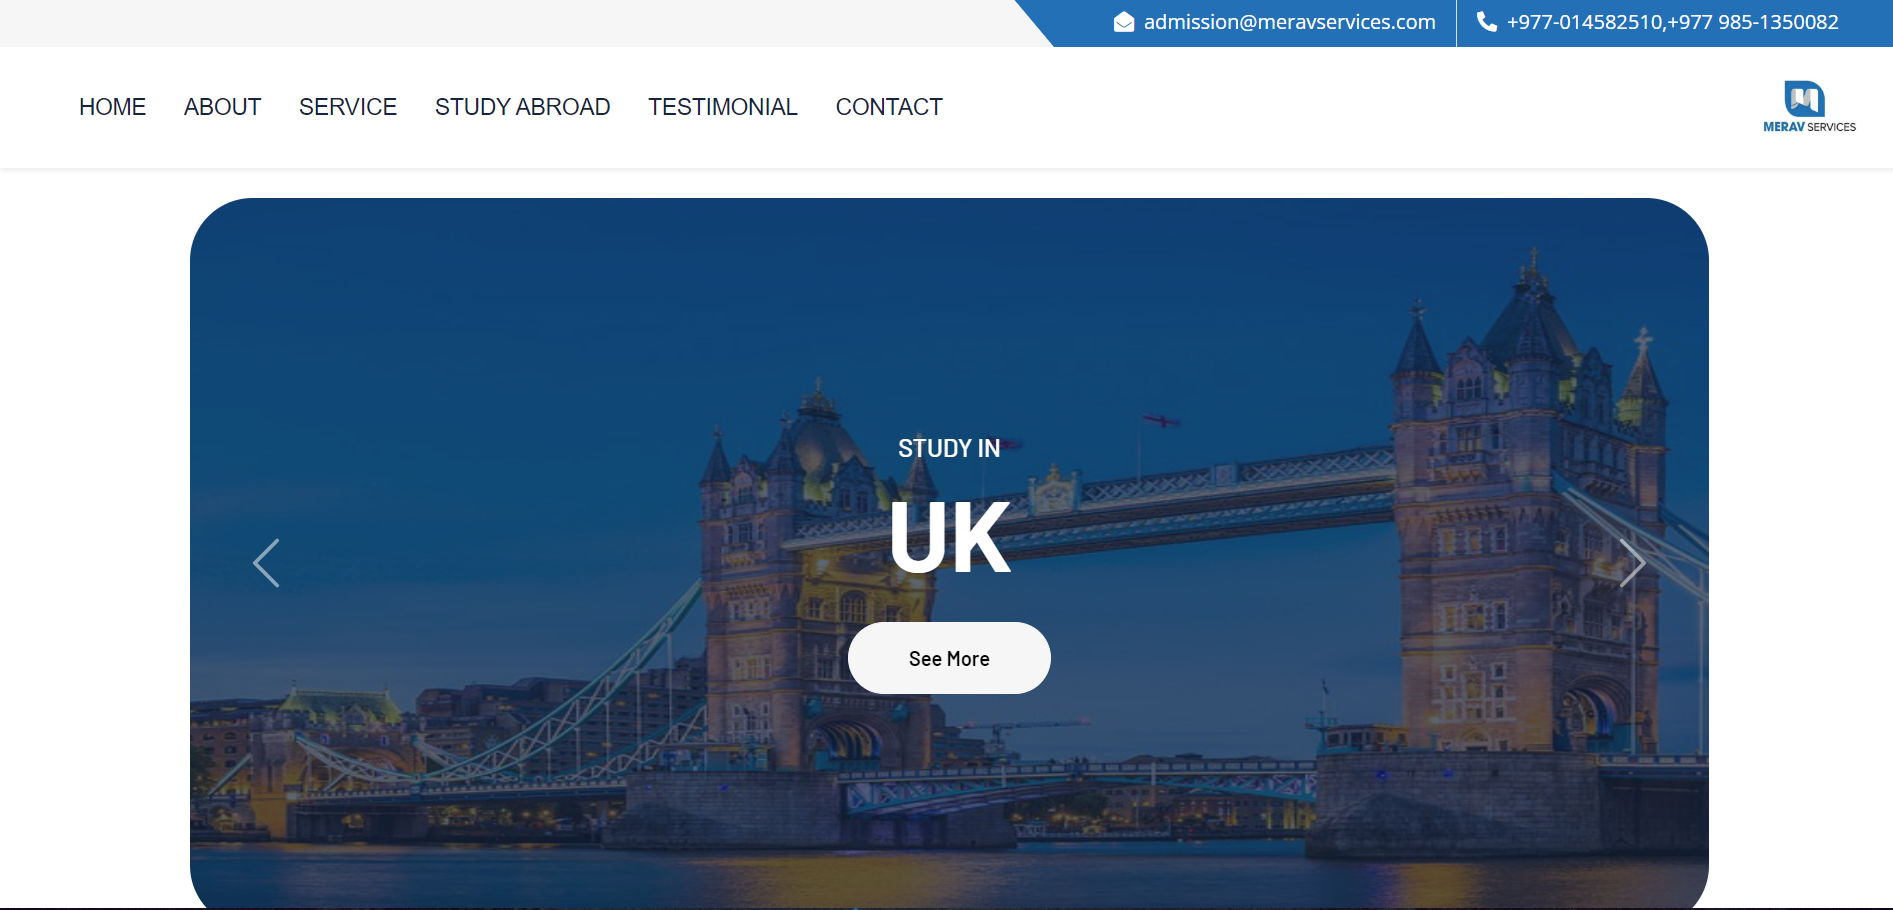 admission@meravservices.com
+977-014582510,+977 985-1350082
HOME
ABOUT
SERVICE
STUDY ABROAD
TESTIMONIAL
CONTACT
MERAV SERVICES
STUDY IN
UK
See More